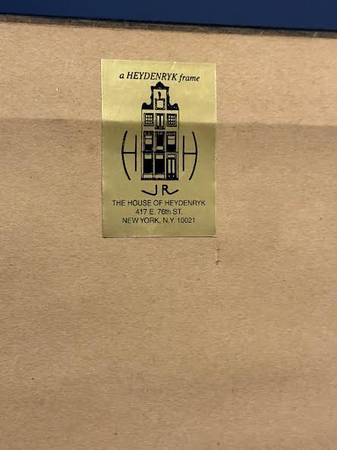 a HEYDENRYK frame
H H
JR
THE HOUSE OF HEYDENRYK
417 E. 76th ST.
NEW YORK, N.Y. 10021